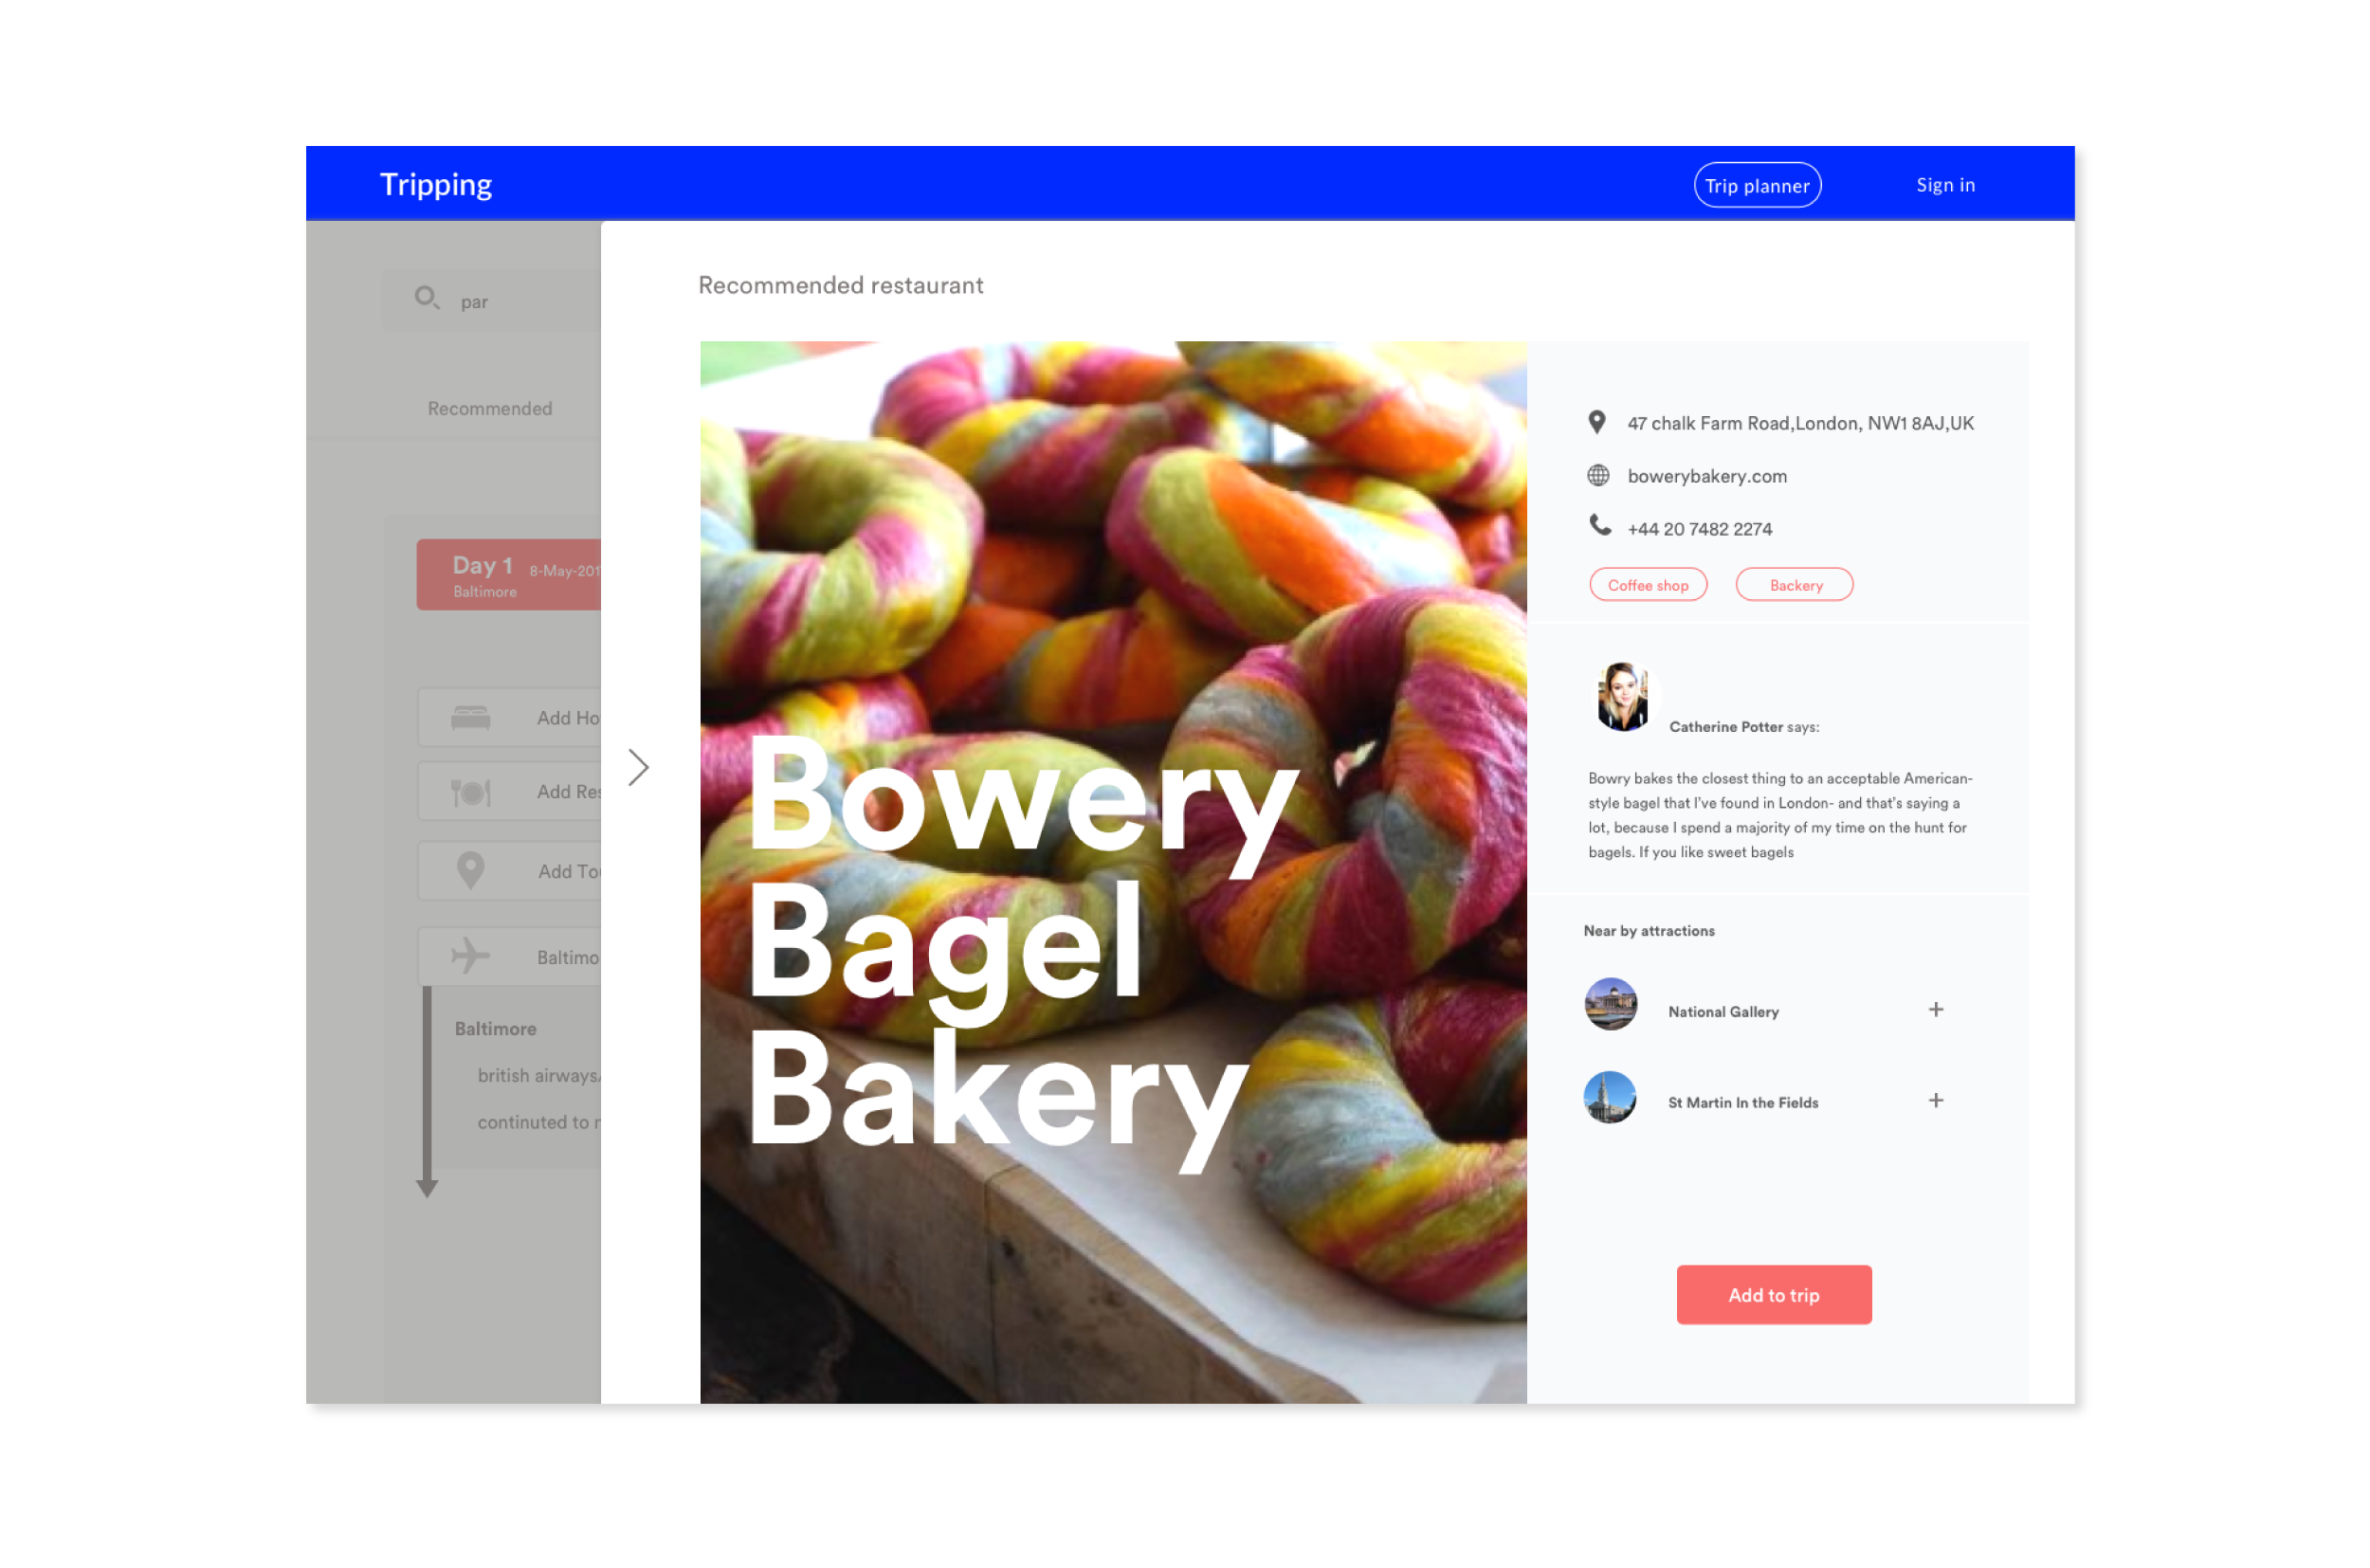 Tripping
Trip planner
Sign in
par
Recommended
Day 1 8-May-201
Baltimore
Add Ho
Add Res
Add To
Baltimo
Baltimore
british airways
continuted to
Recommended restaurant
Bowery
Bagel
Bakery
47 chalk Farm Road,London, NW1 8AJ,UK
bowerybakery.com
+44 20 7482 2274
Coffee shop
Backery
Catherine Potter says:
Bowry bakes the closest thing to an acceptable American-
style bagel that I've found in London- and that's saying a
lot, because I spend a majority of my time on the hunt for
bagels. If you like sweet bagels
Near by attractions
National Gallery +
St Martin In the Fields +
Add to trip